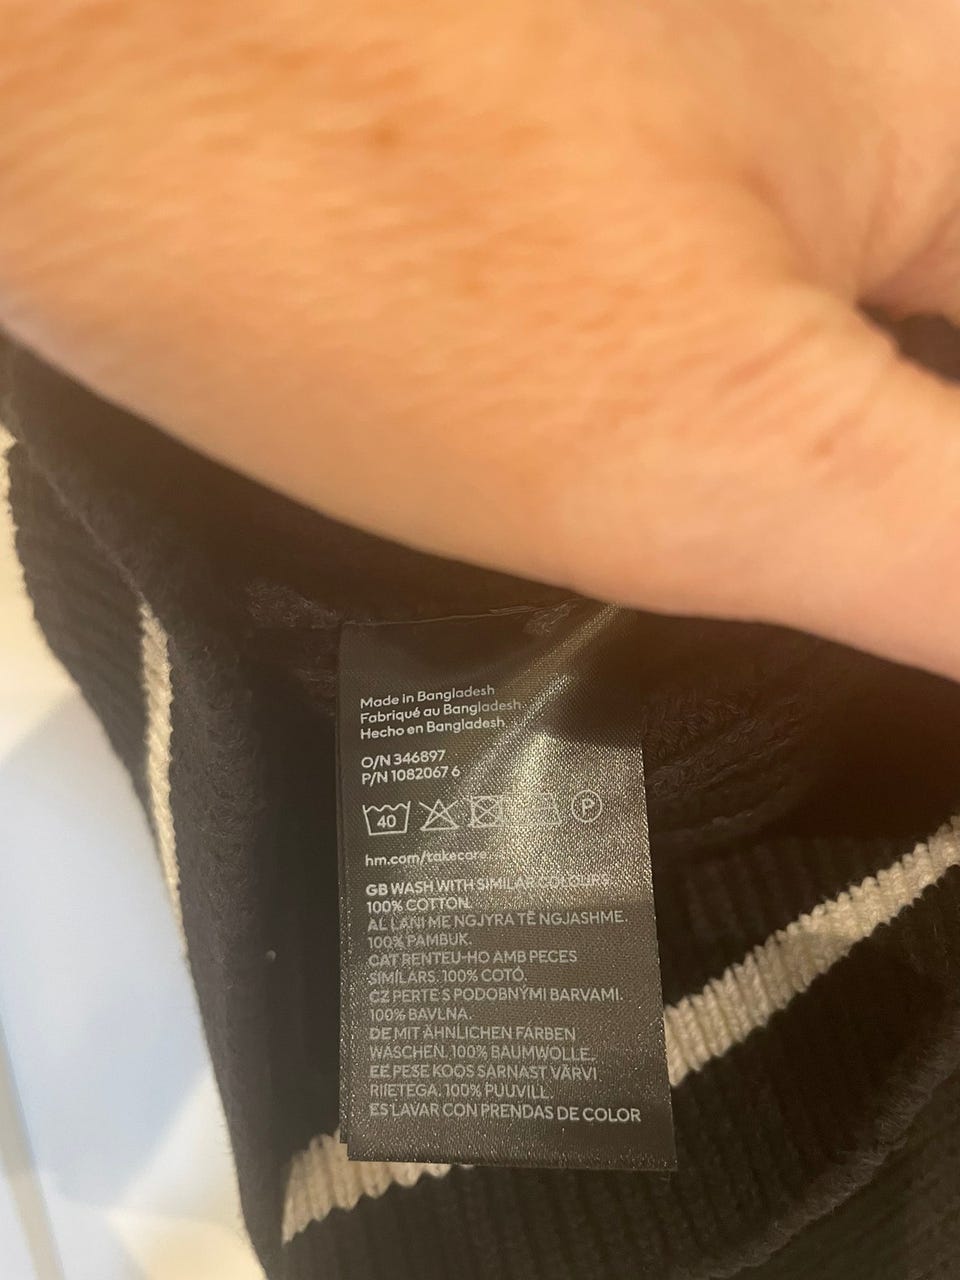 Made in Bangladesh
Fabriqué au Bangladesh
Hecho en Bangladesh
O/N 346897
P/N 1082067 6
40 P
hm.com/takecare
GB WASH WITH SIMILAR COLOURS
100% COTTON.
AL LANI ME NGJYRA TË NGJASHME.
100% PAMBUK.
CAT RENTEU-HO AMB PECES
SIMILARS. 100% COTÓ.
CZ PERTE S PODOBNÝMI BARVAMI.
100% BAVLNA.
DE MIT ÄHNLICHEN FARBEN
WASCHEN. 100% BAUMWOLLE.
EE PESE KOOS SARNAST VÄRVI
RIIETEGA. 100% PUUVILL.
ES LAVAR CON PRENDAS DE COLOR